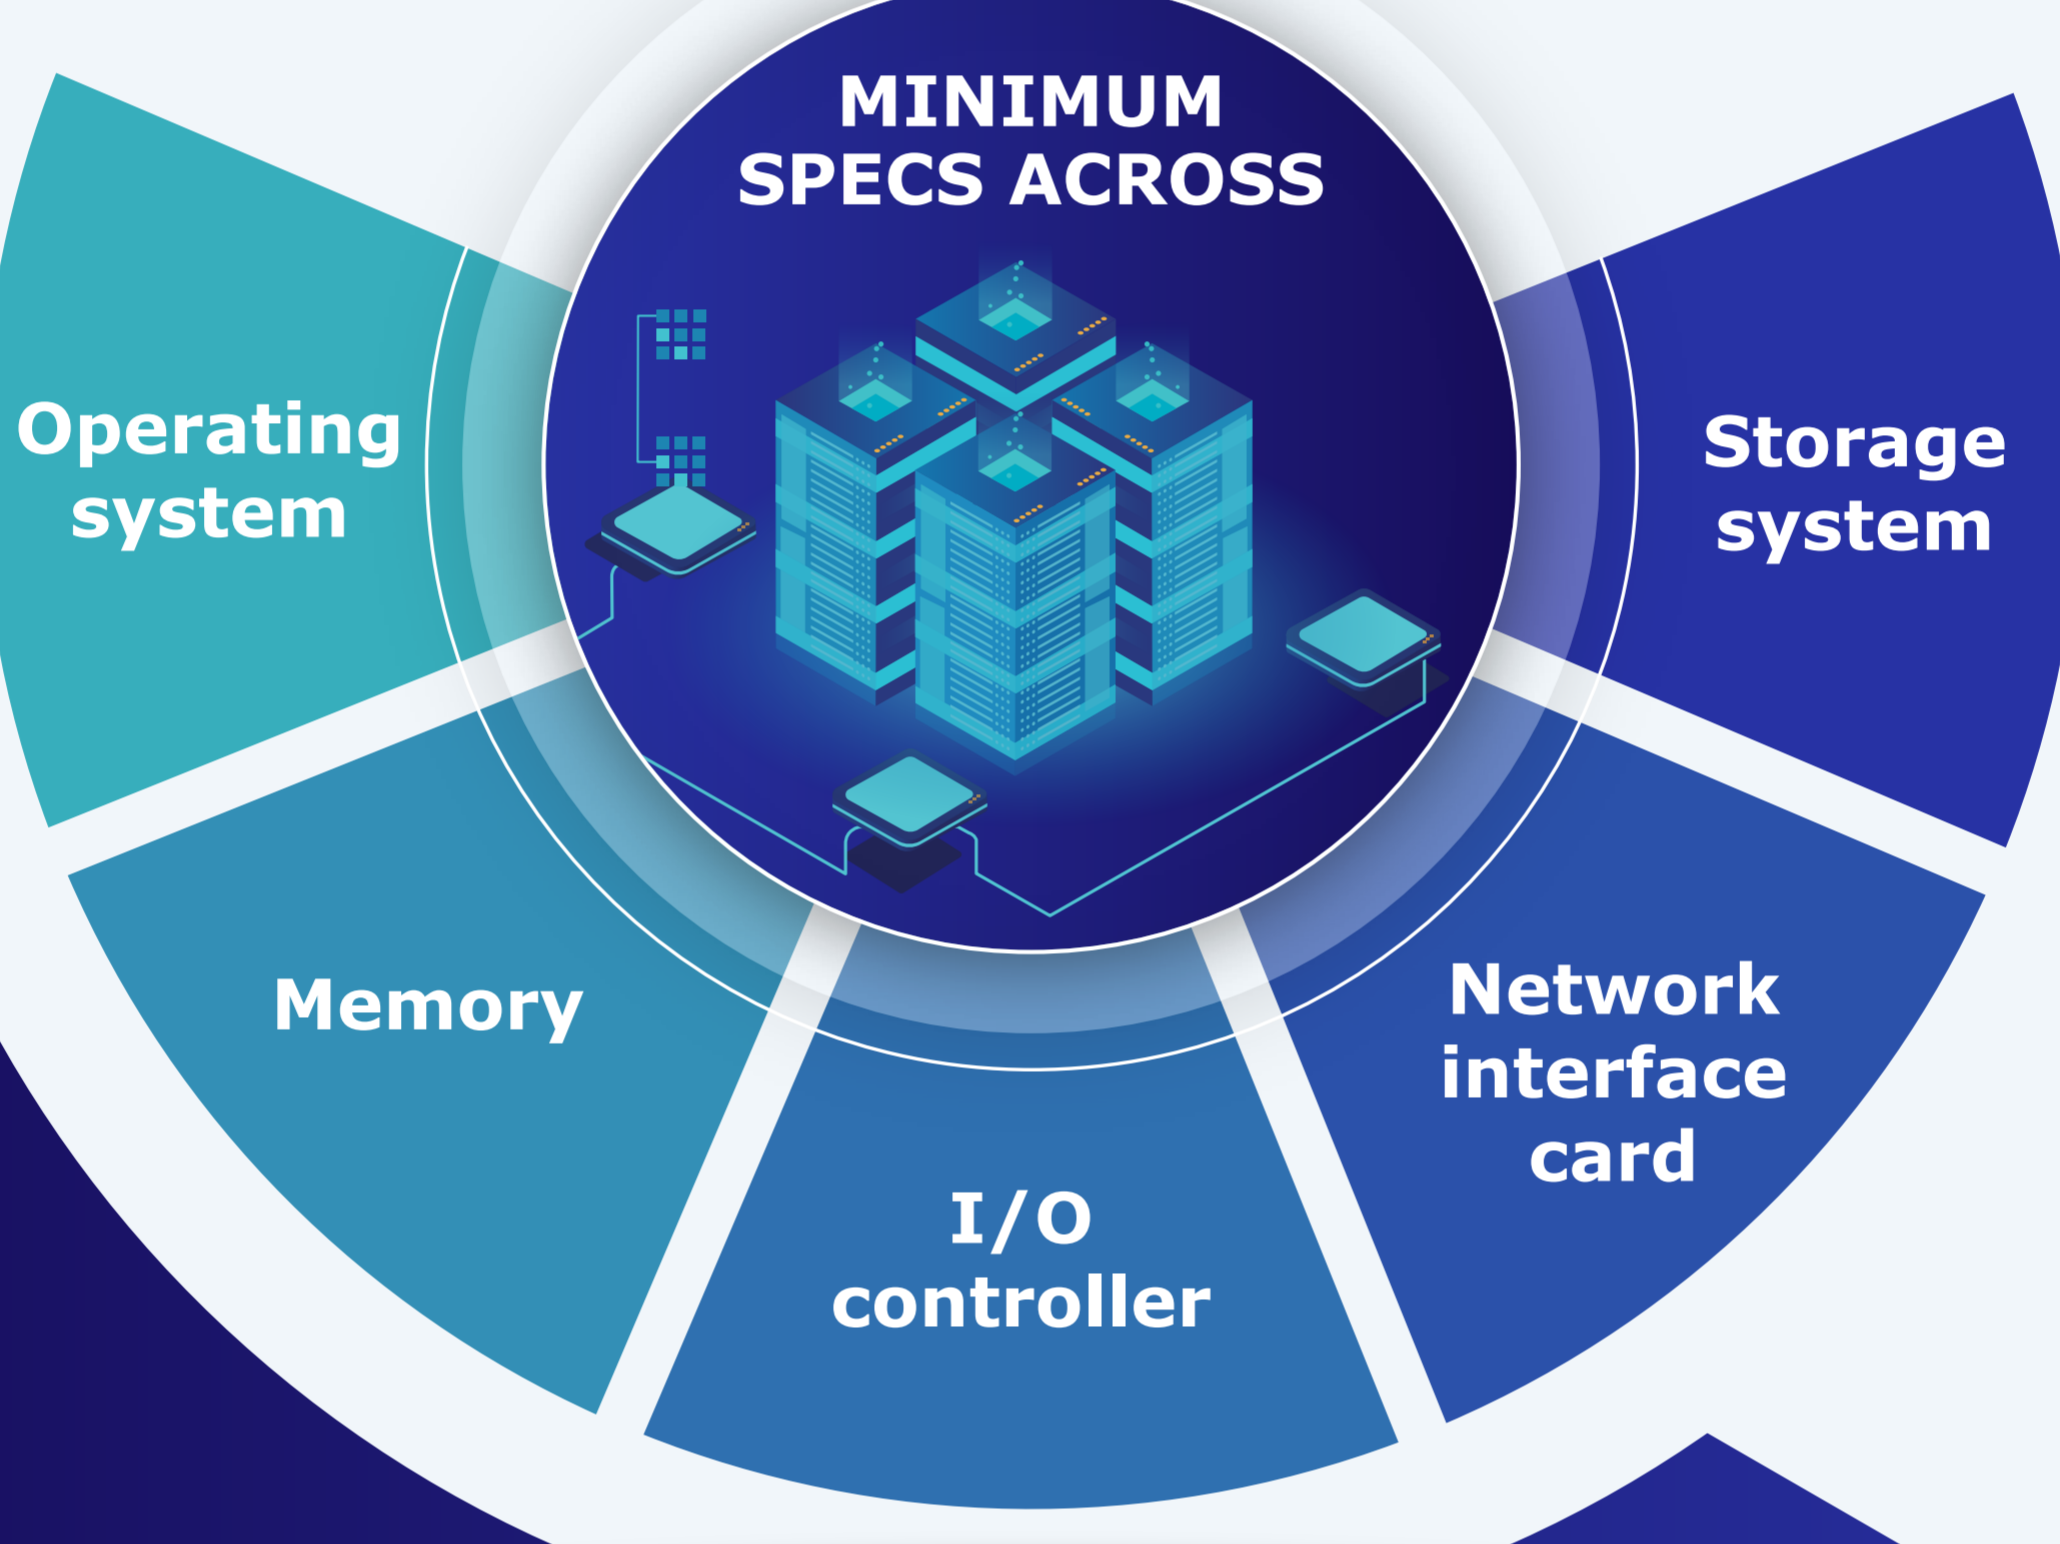 MINIMUM
SPECS ACROSS
Operating
system
Memory
I/O
controller
Network
interface
card
Storage
system